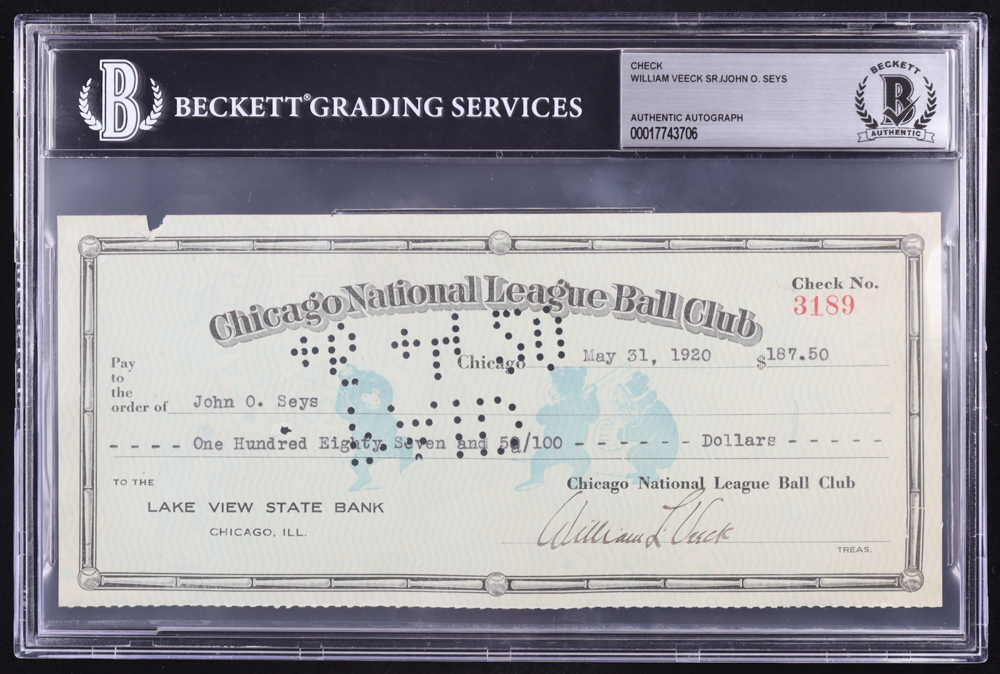 B BECKETT® GRADING SERVICES
CHECK
WILLIAM VEECK SR./JOHN O. SEYS
AUTHENTIC AUTOGRAPH
00017743706
BECKETT
B
AUTHENTIC
Chicago National League Ball Club
Check No.
3189
Chicago May 31, 1920 $187.50
Pay
to
the
order of John O. Seys
- - - - One Hundred Eighty Seven and 50/100 - - - - - - Dollars - - - - -
TO THE
LAKE VIEW STATE BANK
CHICAGO, ILL.
Chicago National League Ball Club
William L. Veeck
TREAS.